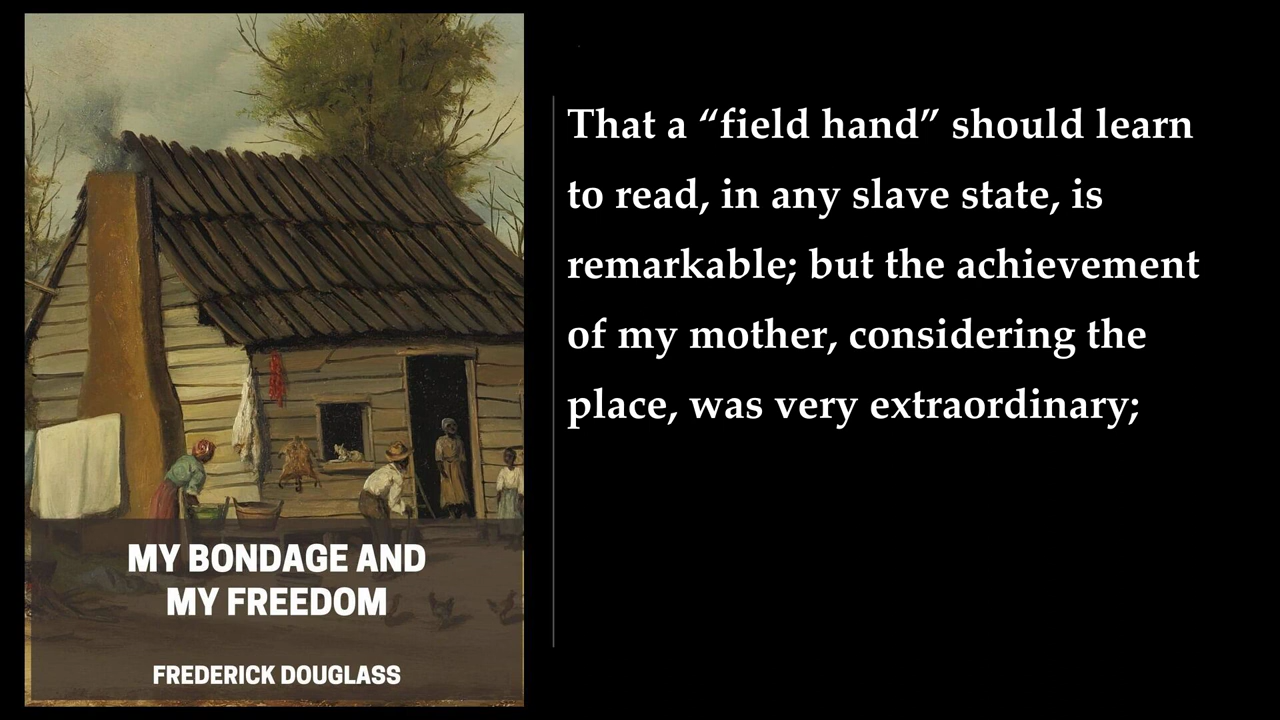 MY BONDAGE AND
MY FREEDOM
FREDERICK DOUGLASS
That a “field hand” should learn
to read, in any slave state, is
remarkable; but the achievement
of my mother, considering the
place, was very extraordinary;